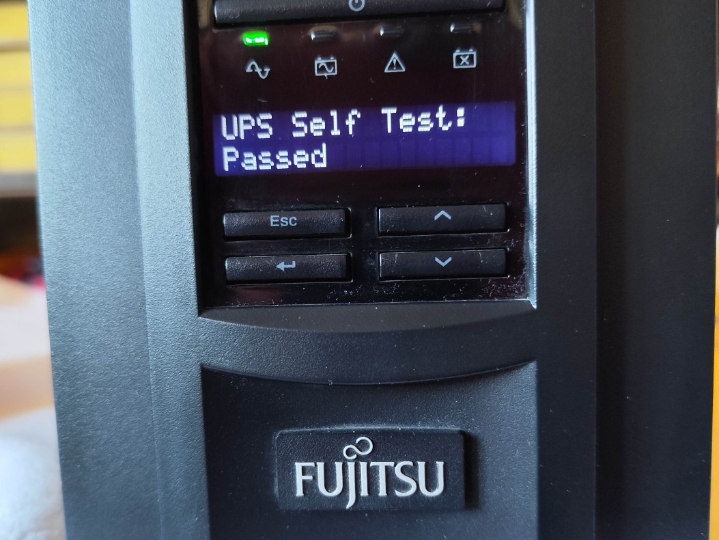 UPS Self Test:
Passed
Esc
FUJITSU